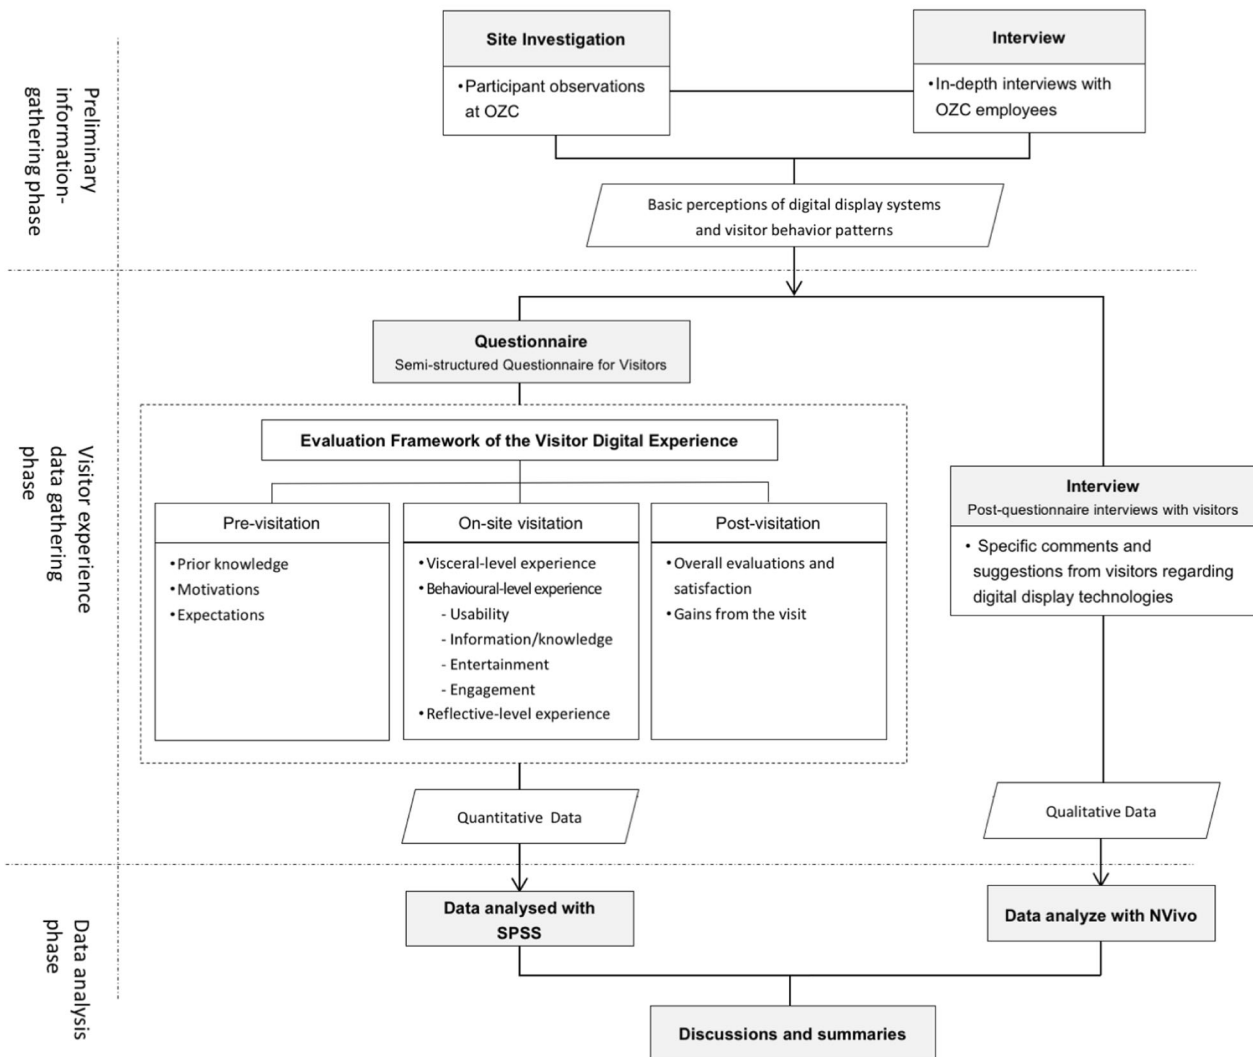 Preliminary
information-
gathering phase
Site Investigation
•Participant observations
at OZC
Interview
•In-depth interviews with
OZC employees
Basic perceptions of digital display systems
and visitor behavior patterns
Visitor experience
data gathering
phase
Questionnaire
Semi-structured Questionnaire for Visitors
Evaluation Framework of the Visitor Digital Experience
Pre-visitation
•Prior knowledge
•Motivations
•Expectations
On-site visitation
•Visceral-level experience
•Behavioural-level experience
- Usability
- Information/knowledge
- Entertainment
- Engagement
•Reflective-level experience
Post-visitation
•Overall evaluations and
satisfaction
•Gains from the visit
Interview
Post-questionnaire interviews with visitors
• Specific comments and
suggestions from visitors regarding
digital display technologies
Quantitative Data
Qualitative Data
Data analysis
phase
Data analysed with
SPSS
Data analyze with NVivo
Discussions and summaries